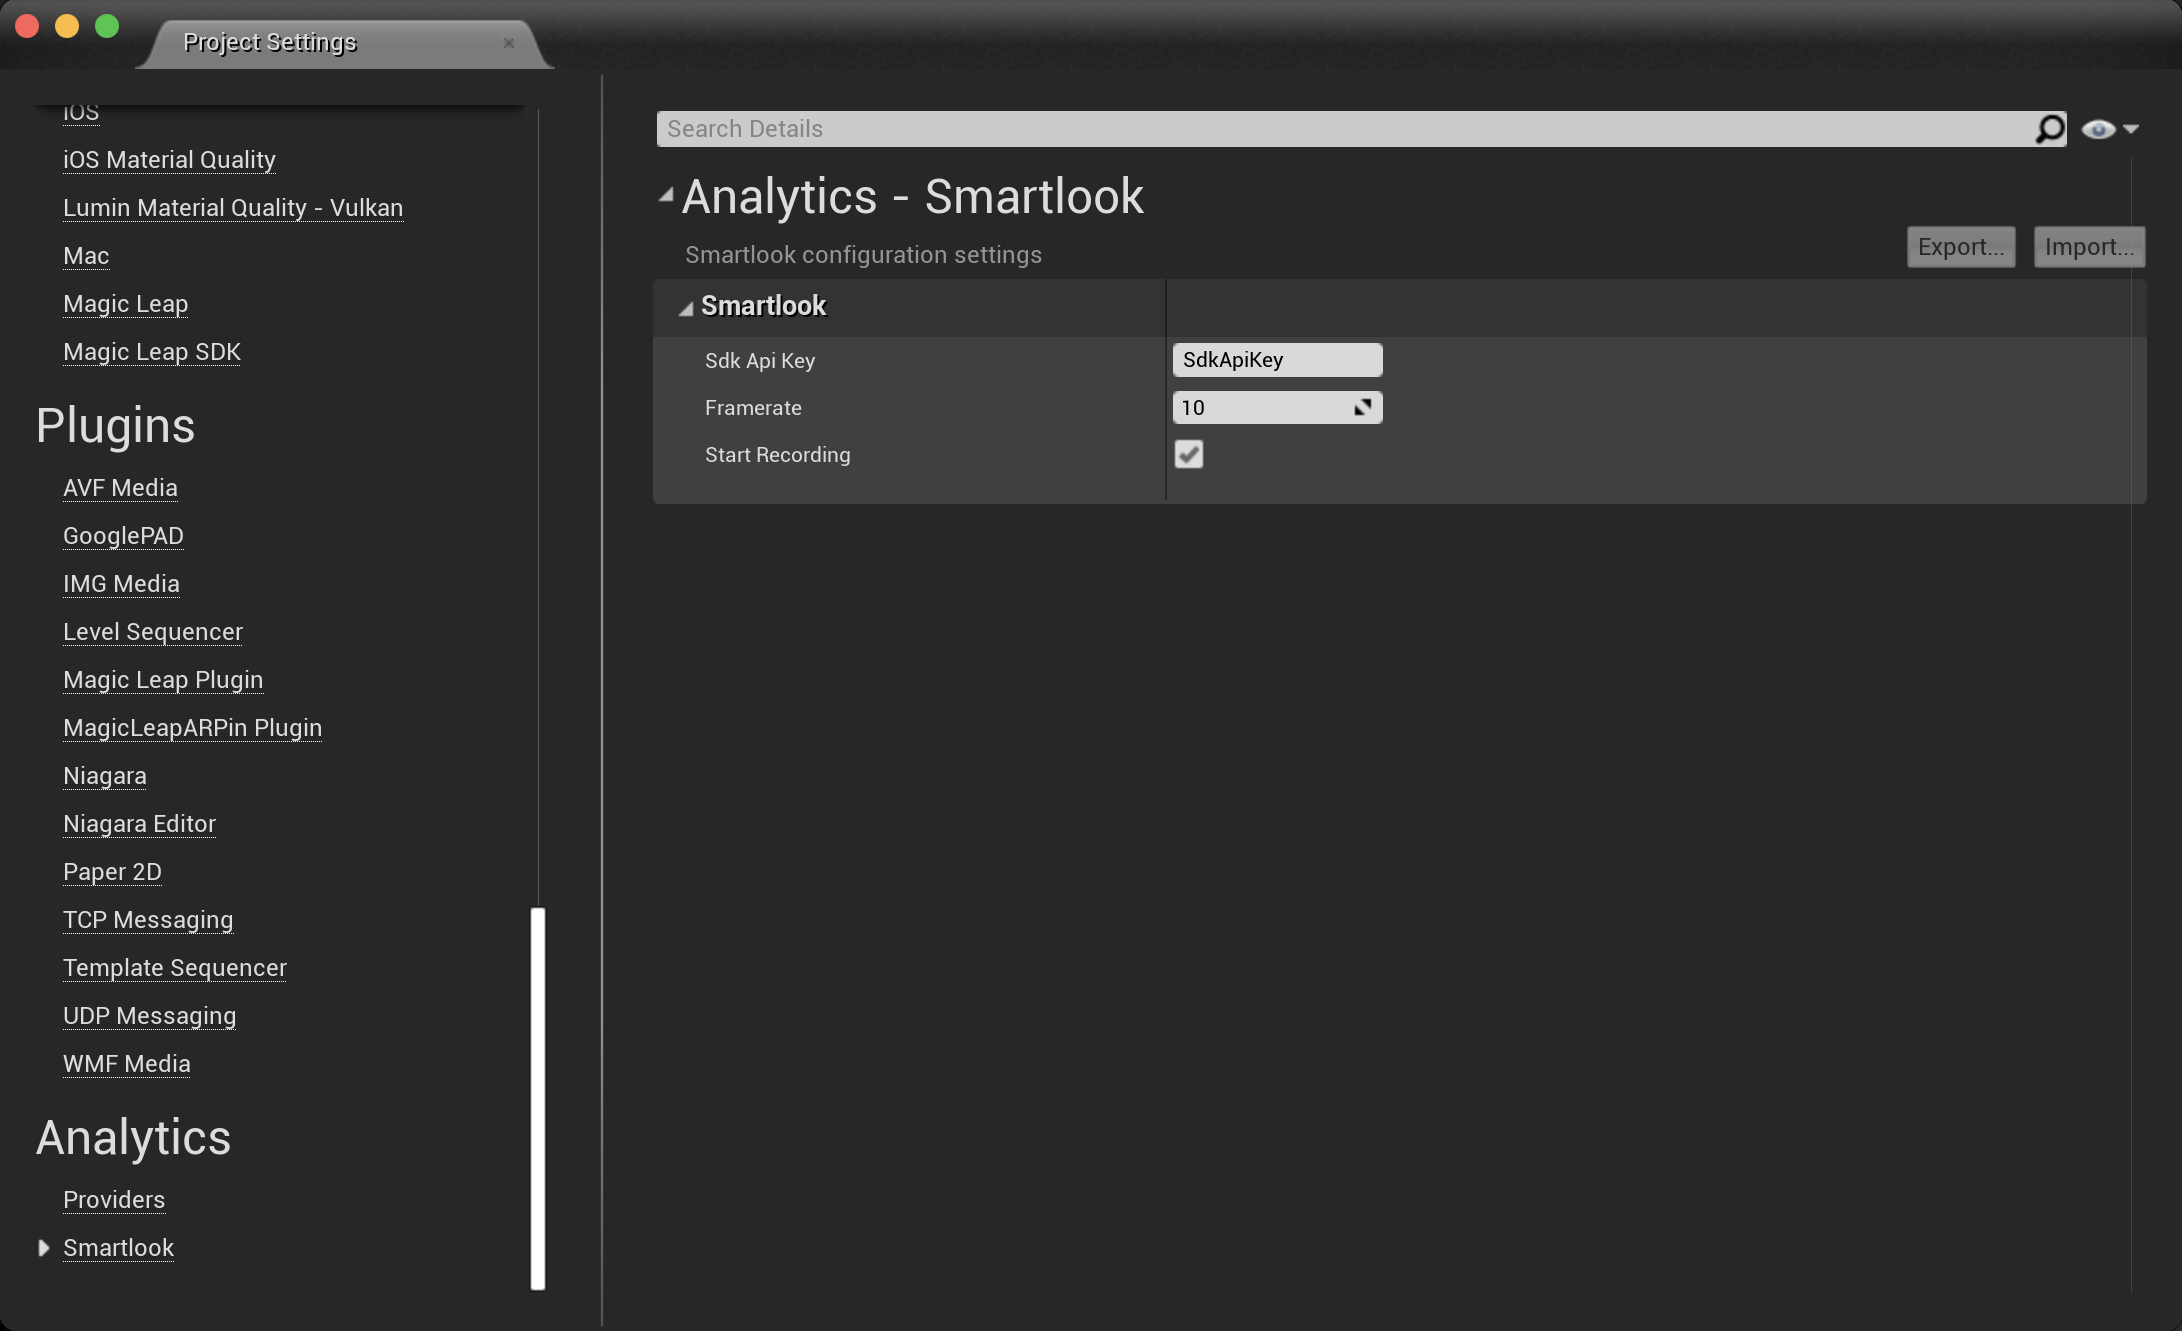 Project Settings
iOS
iOS Material Quality
Lumin Material Quality - Vulkan
Mac
Magic Leap
Magic Leap SDK
Plugins
AVF Media
GooglePAD
IMG Media
Level Sequencer
Magic Leap Plugin
MagicLeapARPin Plugin
Niagara
Niagara Editor
Paper 2D
TCP Messaging
Template Sequencer
UDP Messaging
WMF Media
Analytics
Providers
Smartlook
Search Details
Analytics - Smartlook
Smartlook configuration settings
Export...
Import...
Smartlook
Sdk Api Key
SdkApiKey
Framerate
10
Start Recording